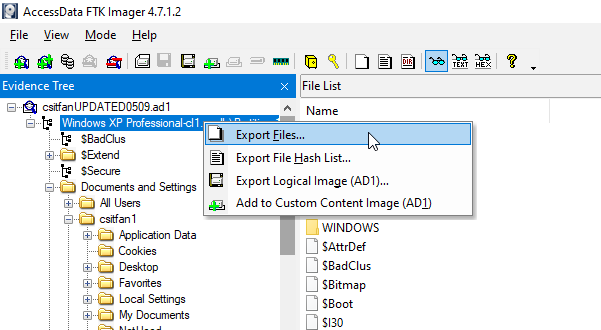 AccessData FTK Imager 4.7.1.2
File View Mode Help
Evidence Tree
File List
csitfanUPDATED0509.ad1
Windows XP Professional-cl1
$BadClus
$Extend
$Secure
Documents and Settings
All Users
csitfan1
Application Data
Cookies
Desktop
Favorites
Local Settings
My Documents
Export Files...
Export File Hash List...
Export Logical Image (AD1)...
Add to Custom Content Image (AD1)
Name
WINDOWS
$AttrDef
$BadClus
$Bitmap
$Boot
$I30
DIR
TEXT
HEX